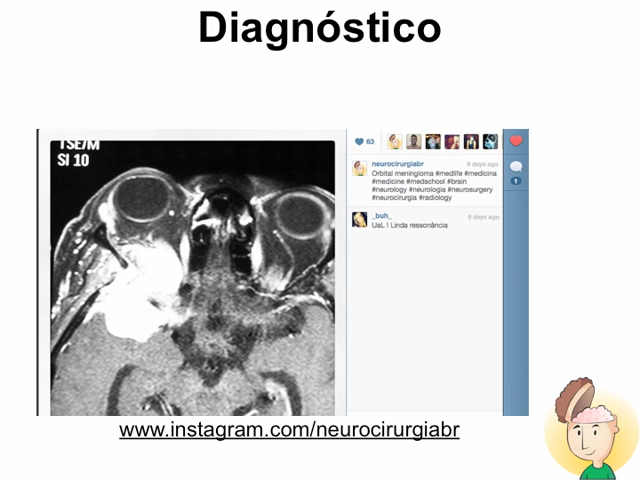 Diagnóstico
TSE/M
SI 10
63
neurocirurgiabr
6 days ago
Orbital meningioma #medlife #medicina
#medicine #medschool #brain
#neurology #neurologia #neurosurgery
#neurocirurgia #radiology
_buh_
6 days ago
UaL ! Linda ressonância
1
www.instagram.com/neurocirurgiabr